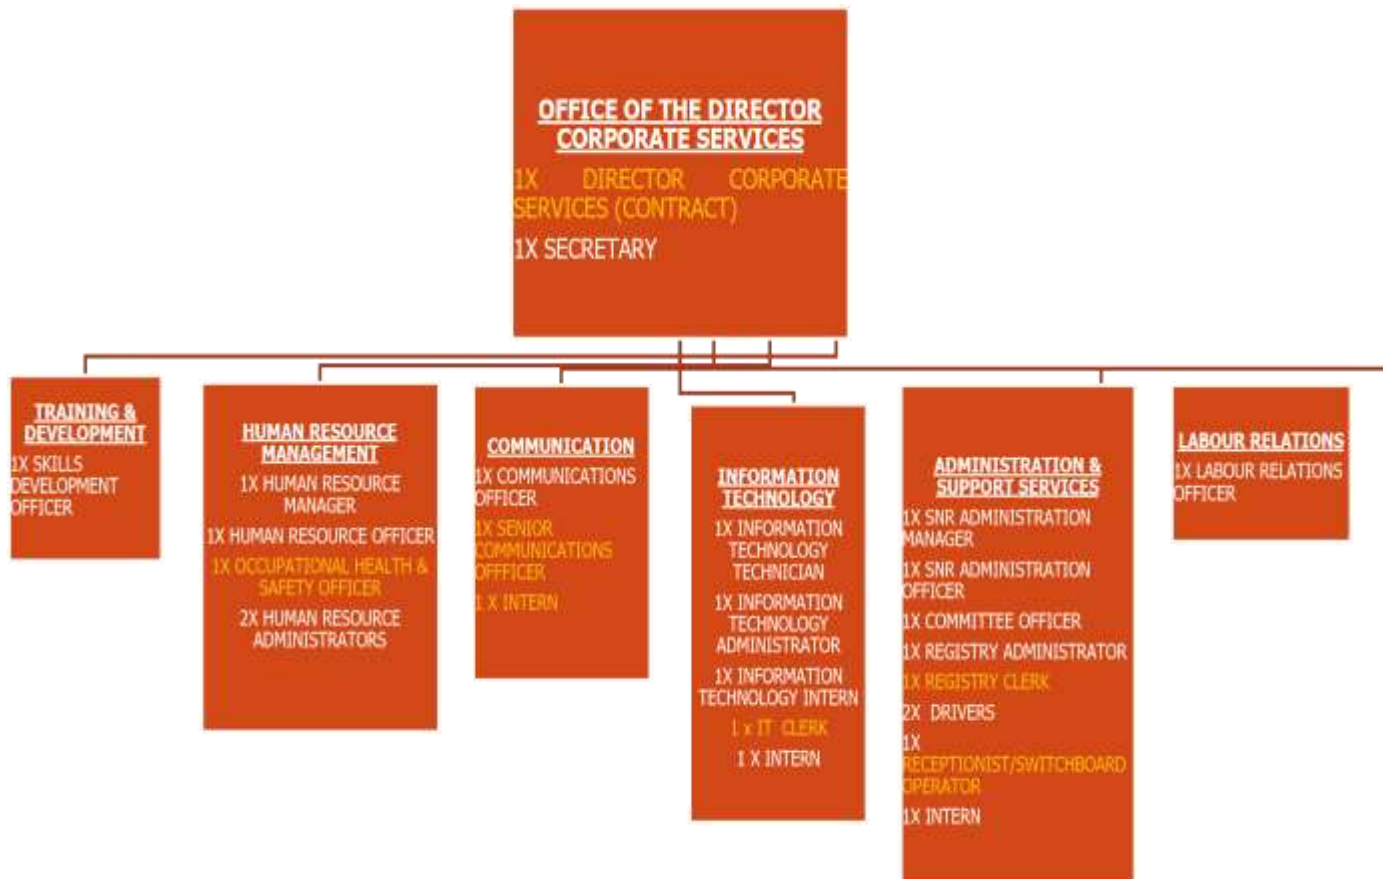 OFFICE OF THE DIRECTOR
CORPORATE SERVICES
1X DIRECTOR CORPORATE
SERVICES (CONTRACT)
1X SECRETARY
TRAINING &
DEVELOPMENT
1X SKILLS
DEVELOPMENT
OFFICER
HUMAN RESOURCE
MANAGEMENT
1X HUMAN RESOURCE
MANAGER
1X HUMAN RESOURCE OFFICER
1X OCCUPATIONAL HEALTH &
SAFETY OFFICER
2X HUMAN RESOURCE
ADMINISTRATORS
COMMUNICATION
1X COMMUNICATIONS
OFFICER
1X SENIOR
COMMUNICATIONS
OFFFICER
1 X INTERN
INFORMATION
TECHNOLOGY
1X INFORMATION
TECHNOLOGY
TECHNICIAN
1X INFORMATION
TECHNOLOGY
ADMINISTRATOR
1X INFORMATION
TECHNOLOGY INTERN
1 x IT CLERK
1 X INTERN
ADMINISTRATION &
SUPPORT SERVICES
1X SNR ADMINISTRATION
MANAGER
1X SNR ADMINISTRATION
OFFICER
1X COMMITTEE OFFICER
1X REGISTRY ADMINISTRATOR
1X REGISTRY CLERK
2X DRIVERS
1X
RECEPTIONIST/SWITCHBOARD
OPERATOR
1X INTERN
LABOUR RELATIONS
1X LABOUR RELATIONS
OFFICER